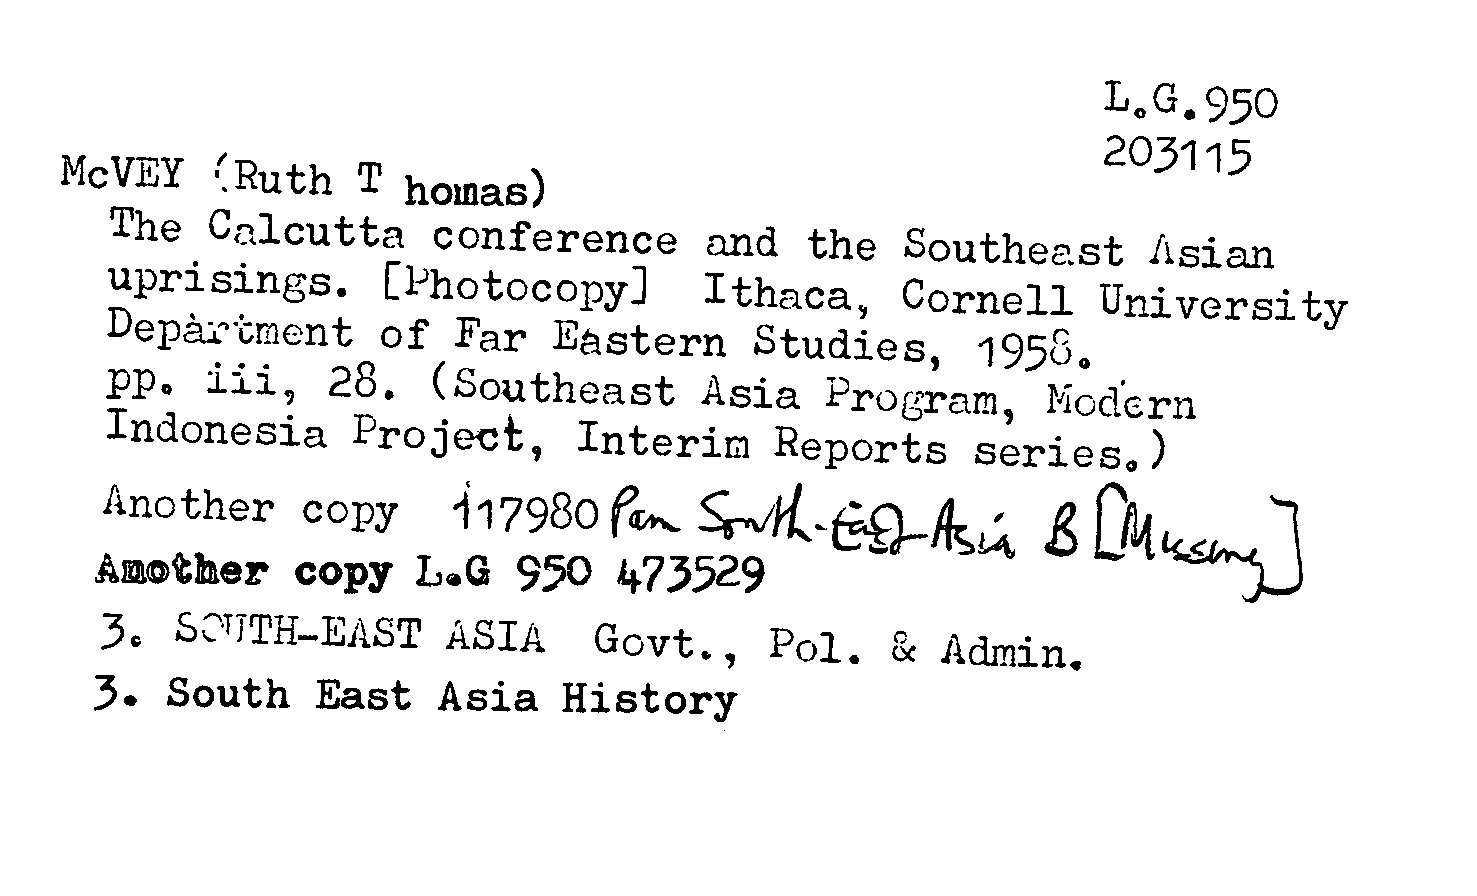 L.G.950
203115
McVEY (Ruth T homas)
The Calcutta conference and the Southeast Asian
uprisings. [Photocopy] Ithaca, Cornell University
Department of Far Eastern Studies, 1958.
pp. iii, 28. (Southeast Asia Program, Modern
Indonesia Project, Interim Reports series.)
Another copy 117980 Pam South-East-Asia B [Missing]
Another copy L.G 950 473529
3. SOUTH-EAST ASIA Govt., Pol. & Admin.
3. South East Asia History